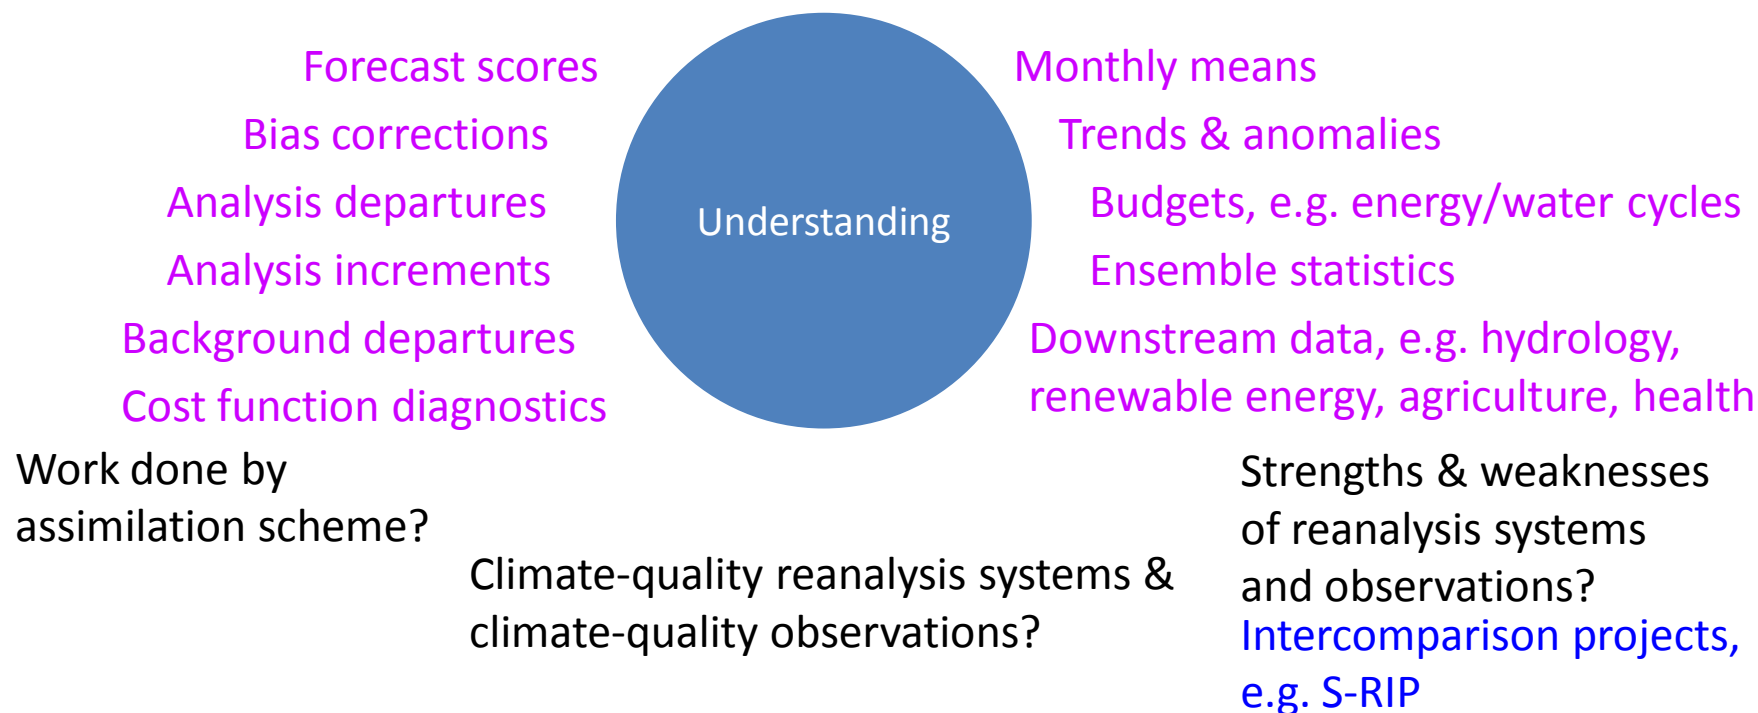 Forecast scores
Bias corrections
Analysis departures
Analysis increments
Background departures
Cost function diagnostics
Understanding
Monthly means
Trends & anomalies
Budgets, e.g. energy/water cycles
Ensemble statistics
Downstream data, e.g. hydrology,
renewable energy, agriculture, health
Work done by
assimilation scheme?
Climate-quality reanalysis systems &
climate-quality observations?
Strengths & weaknesses
of reanalysis systems
and observations?
Intercomparison projects,
e.g. S-RIP